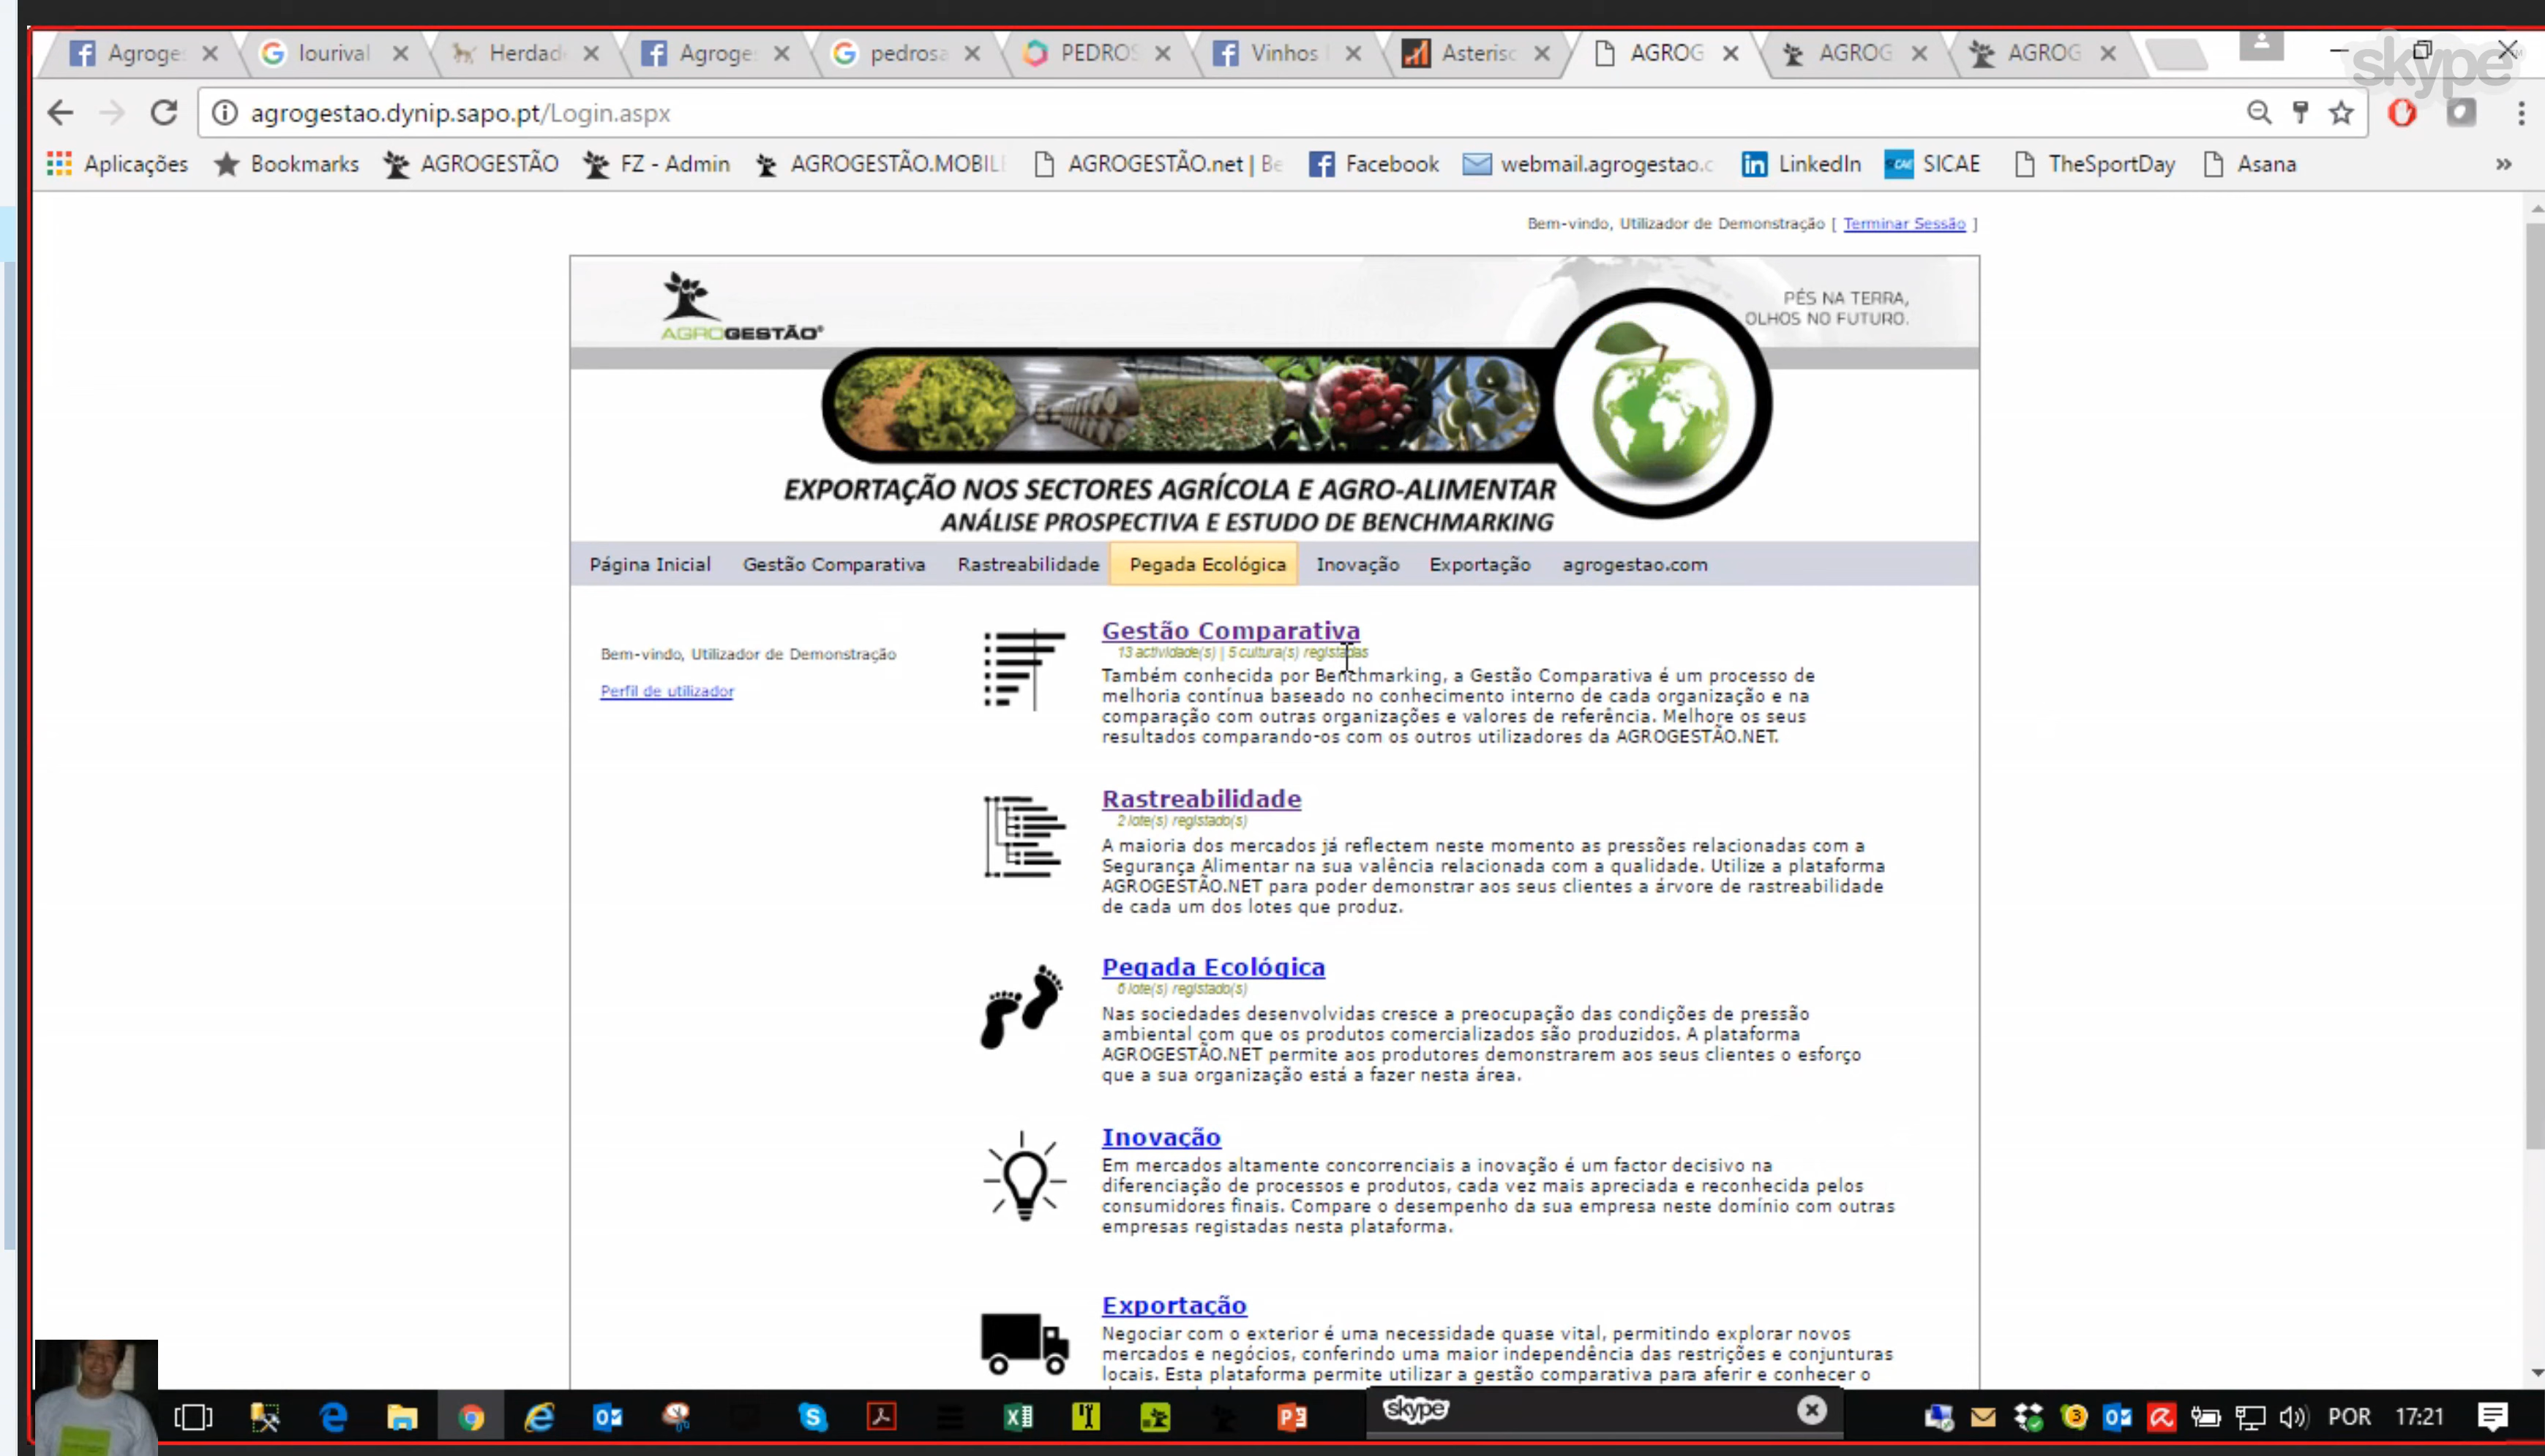 Agroge
lourival
Herdad
Agroge
pedrosa
PEDROS
Vinhos
Asterisc
AGROG
AGROG
AGROG
skype
agrogestao.dynip.sapo.pt/Login.aspx
Aplicações
Bookmarks
AGROGESTÃO
FZ - Admin
AGROGESTÃO.MOBIL
AGROGESTÃO.net | Be
Facebook
webmail.agrogestao.c
LinkedIn
SICAE
TheSportDay
Asana
Bem-vindo, Utilizador de Demonstração [ Terminar Sessão ]
AGROGESTÃO®
PÉS NA TERRA,
OLHOS NO FUTURO.
EXPORTAÇÃO NOS SECTORES AGRÍCOLA E AGRO-ALIMENTAR
ANÁLISE PROSPECTIVA E ESTUDO DE BENCHMARKING
Página Inicial
Gestão Comparativa
Rastreabilidade
Pegada Ecológica
Inovação
Exportação
agrogestao.com
Bem-vindo, Utilizador de Demonstração
Perfil de utilizador
Gestão Comparativa
13 actividade(s) | 5 cultura(s) registadas
Também conhecida por Benchmarking, a Gestão Comparativa é um processo de
melhoria contínua baseado no conhecimento interno de cada organização e na
comparação com outras organizações e valores de referência. Melhore os seus
resultados comparando-os com os outros utilizadores da AGROGESTÃO.NET.
Rastreabilidade
2 lote(s) registado(s)
A maioria dos mercados já reflectem neste momento as pressões relacionadas com a
Segurança Alimentar na sua valência relacionada com a qualidade. Utilize a plataforma
AGROGESTÃO.NET para poder demonstrar aos seus clientes a árvore de rastreabilidade
de cada um dos lotes que produz.
Pegada Ecológica
6 lote(s) registado(s)
Nas sociedades desenvolvidas cresce a preocupação das condições de pressão
ambiental com que os produtos comercializados são produzidos. A plataforma
AGROGESTÃO.NET permite aos produtores demonstrarem aos seus clientes o esforço
que a sua organização está a fazer nesta área.
Inovação
Em mercados altamente concorrenciais a inovação é um factor decisivo na
diferenciação de processos e produtos, cada vez mais apreciada e reconhecida pelos
consumidores finais. Compare o desempenho da sua empresa neste domínio com outras
empresas registadas nesta plataforma.
Exportação
Negociar com o exterior é uma necessidade quase vital, permitindo explorar novos
mercados e negócios, conferindo uma maior independência das restrições e conjunturas
locais. Esta plataforma permite utilizar a gestão comparativa para aferir e conhecer o
skype
POR
17:21